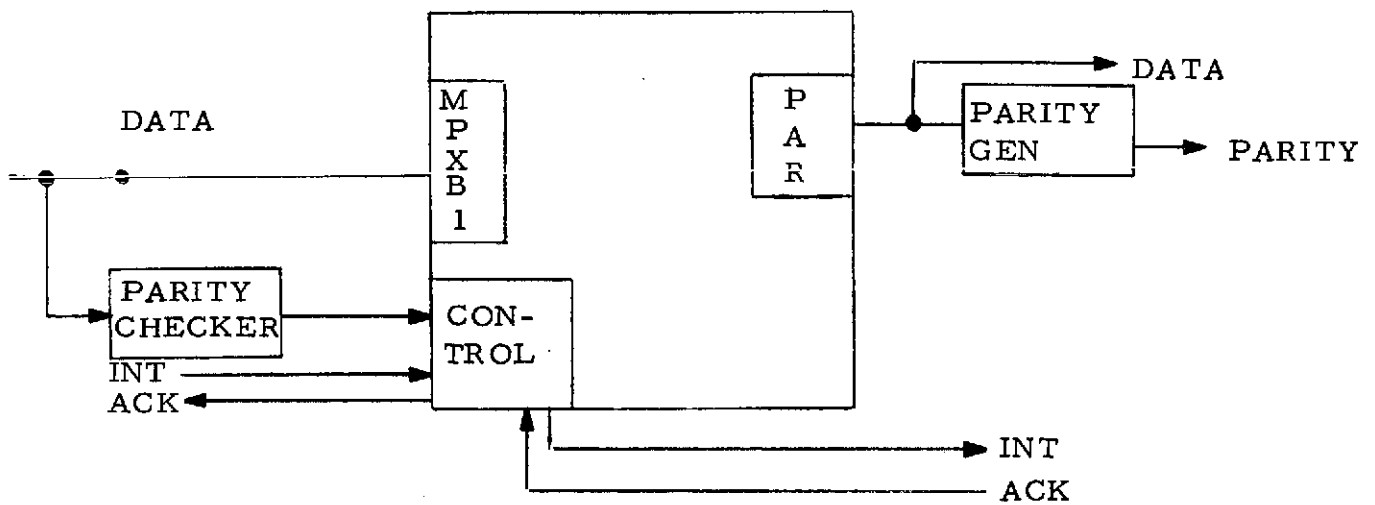 DATA
M
P
X
B
1
P
A
R
DATA
PARITY
GEN
PARITY
PARITY
CHECKER
CON-
TROL
INT
ACK
INT
ACK